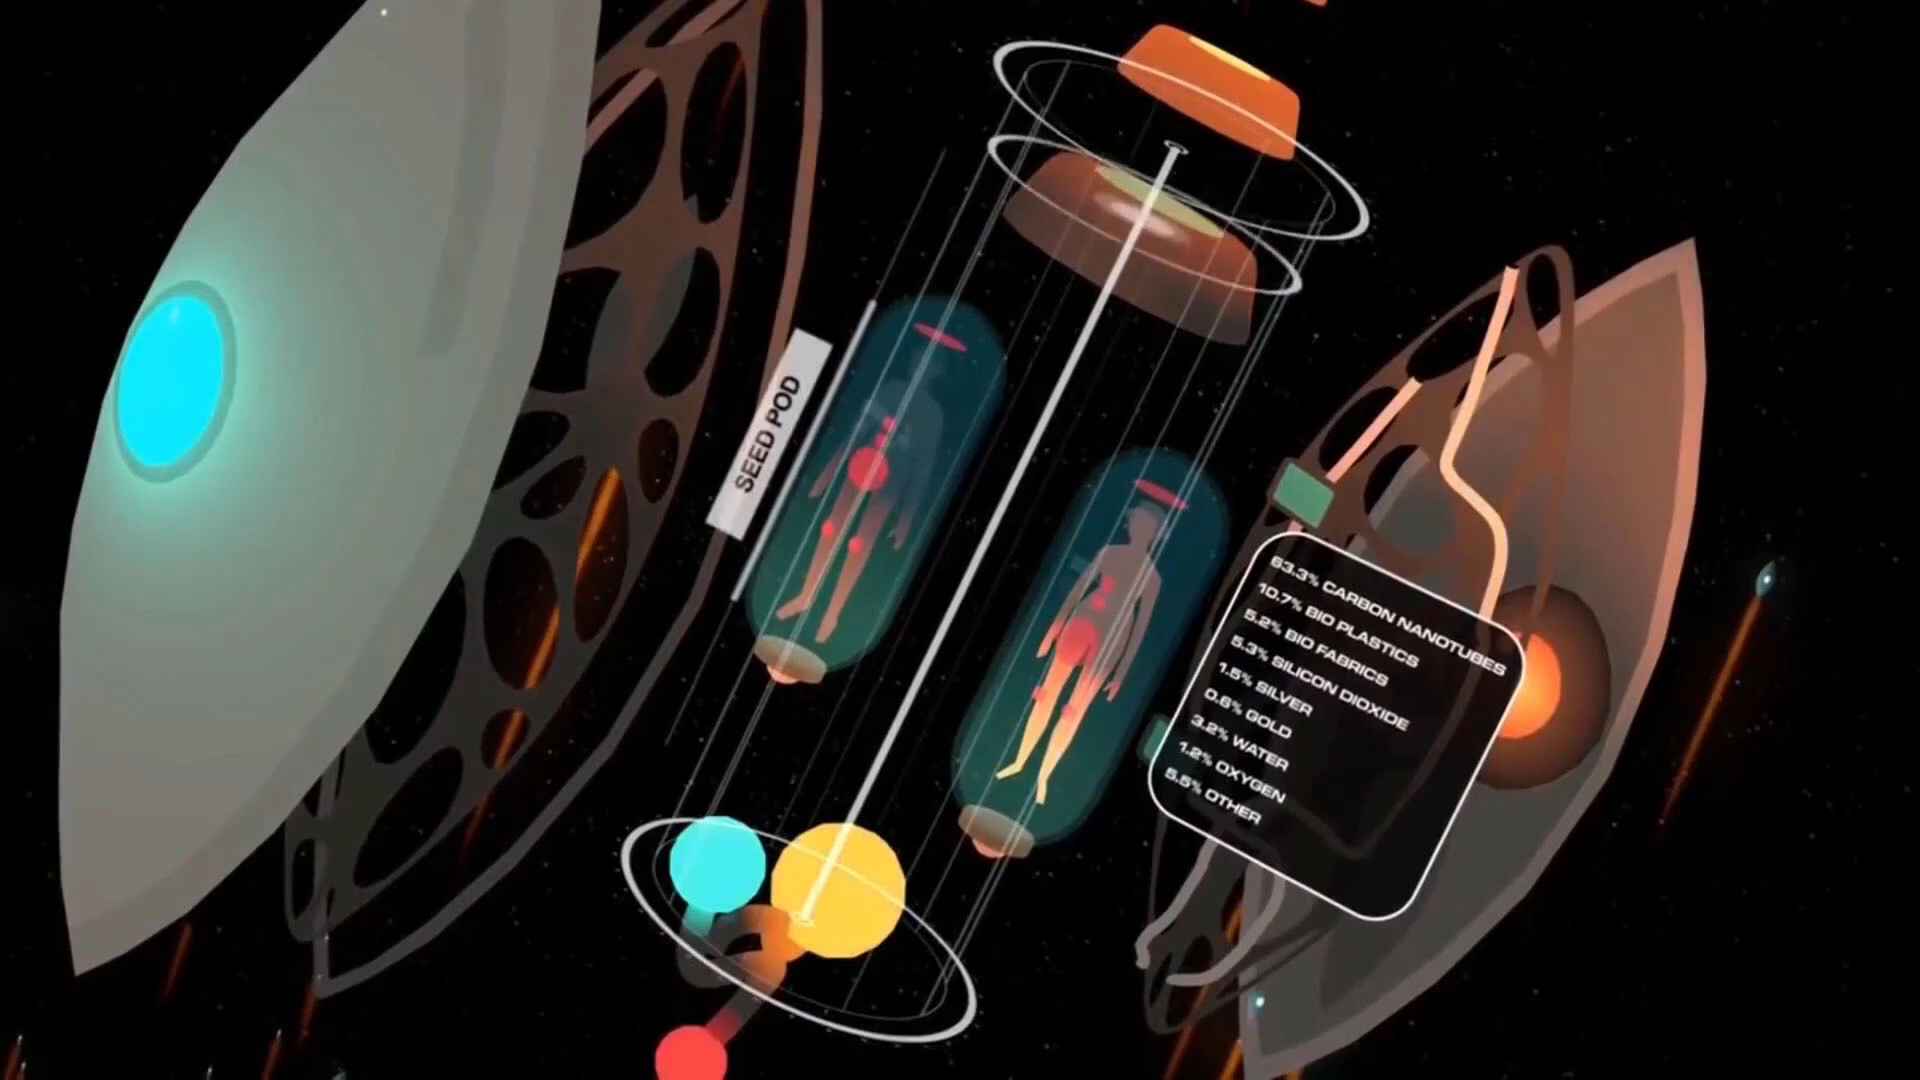 SEED POD
63.3% CARBON NANOTUBES
10.7% BIO PLASTICS
5.2% BIO FABRICS
5.3% SILICON DIOXIDE
1.5% SILVER
0.6% GOLD
3.2% WATER
1.2% OXYGEN
5.5% OTHER